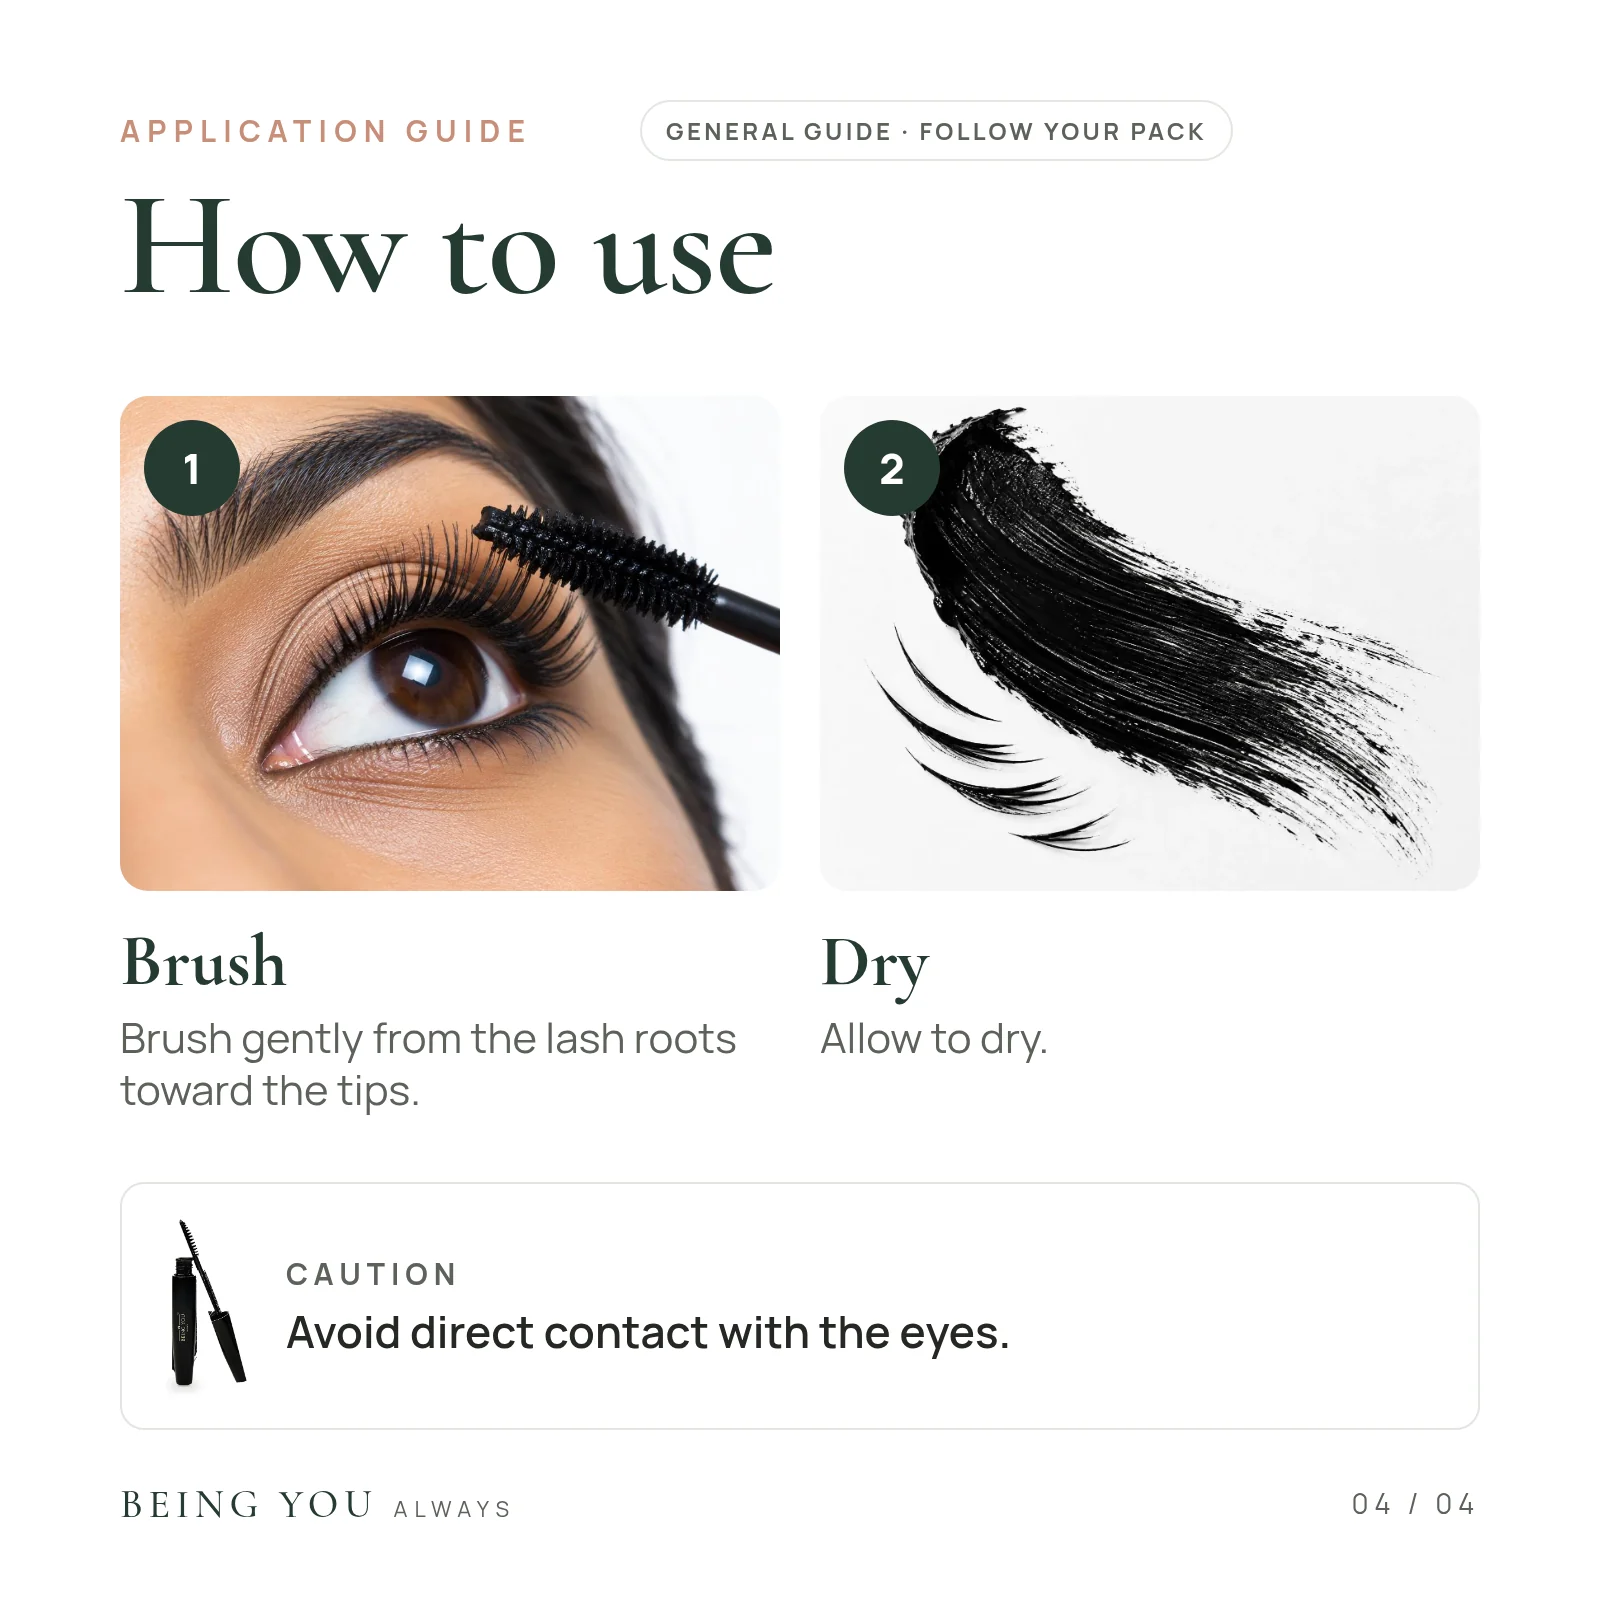 APPLICATION GUIDE
GENERAL GUIDE · FOLLOW YOUR PACK
How to use
1
2
Brush
Brush gently from the lash roots
toward the tips.
Dry
Allow to dry.
CAUTION
Avoid direct contact with the eyes.
BEING YOU ALWAYS
04 / 04